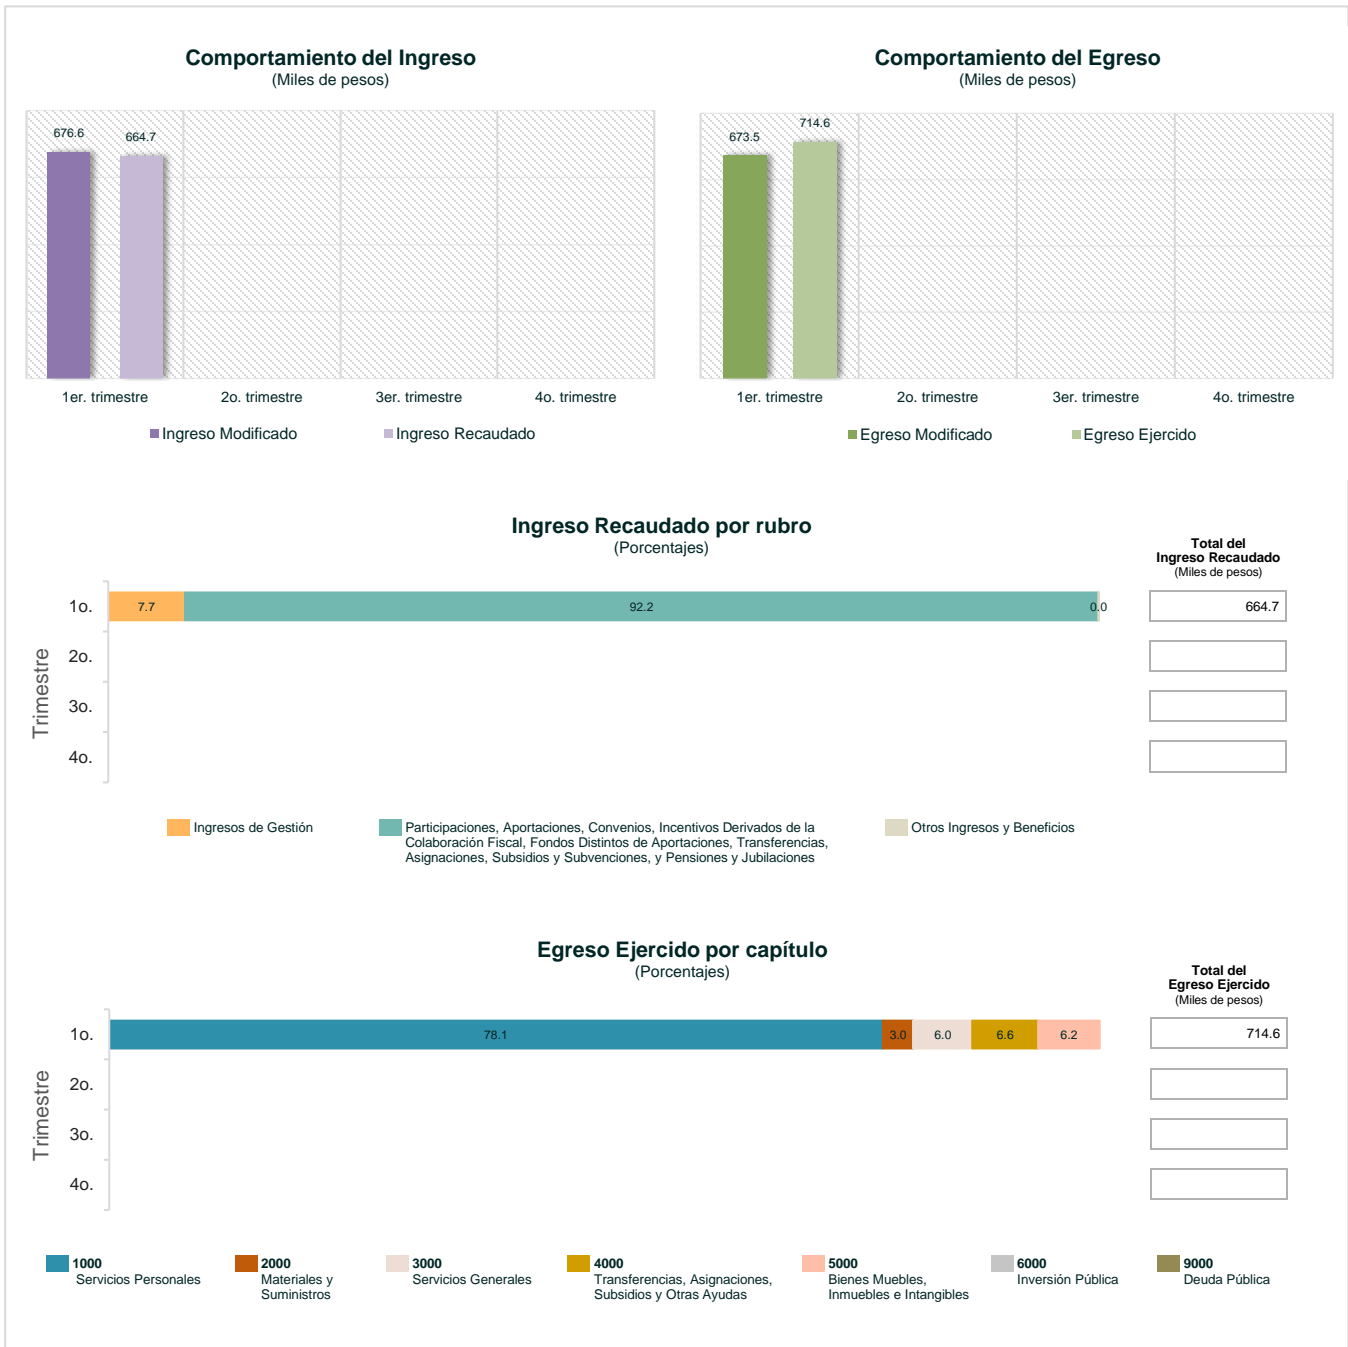 Comportamiento del Ingreso
(Miles de pesos)
676.6
664.7
1er. trimestre
2o. trimestre
3er. trimestre
4o. trimestre
Ingreso Modificado
Ingreso Recaudado
Comportamiento del Egreso
(Miles de pesos)
673.5
714.6
1er. trimestre
2o. trimestre
3er. trimestre
4o. trimestre
Egreso Modificado
Egreso Ejercido
Ingreso Recaudado por rubro
(Porcentajes)
Total del
Ingreso Recaudado
(Miles de pesos)
Trimestre
1o.
7.7
92.2
0.0
664.7
2o.
3o.
4o.
Ingresos de Gestión
Participaciones, Aportaciones, Convenios, Incentivos Derivados de la
Colaboración Fiscal, Fondos Distintos de Aportaciones, Transferencias,
Asignaciones, Subsidios y Subvenciones, y Pensiones y Jubilaciones
Otros Ingresos y Beneficios
Egreso Ejercido por capítulo
(Porcentajes)
Total del
Egreso Ejercido
(Miles de pesos)
Trimestre
1o.
78.1
3.0
6.0
6.6
6.2
714.6
2o.
3o.
4o.
1000
Servicios Personales
2000
Materiales y
Suministros
3000
Servicios Generales
4000
Transferencias, Asignaciones,
Subsidios y Otras Ayudas
5000
Bienes Muebles,
Inmuebles e Intangibles
6000
Inversión Pública
9000
Deuda Pública